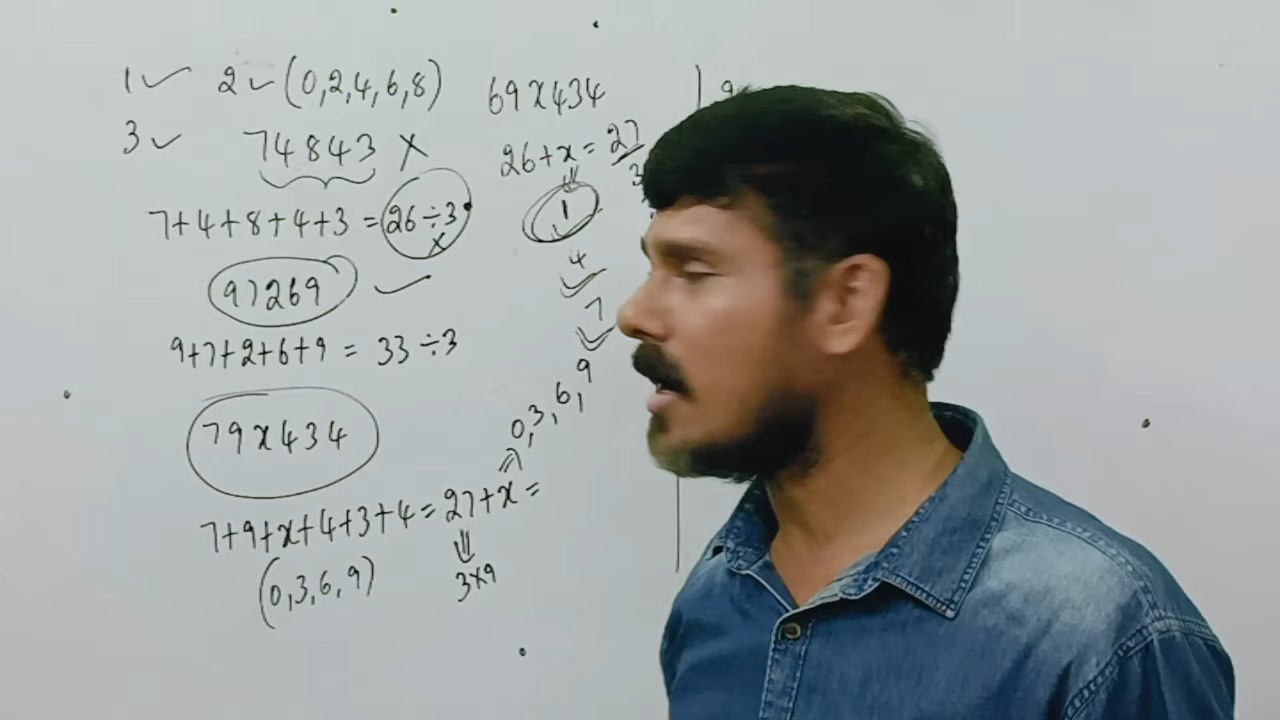 1 ✓ 2 ✓ (0,2,4,6,8)
3 ✓ 74843 ×
7+4+8+4+3 = 26÷3 ×
97269 ✓
9+7+2+6+9 = 33÷3
79x434
7+9+x+4+3+4 = 27+x =
(0,3,6,9)
3×9
0,3,6,9
69x434
26+x = 27/3
1
4 ✓
7 ✓